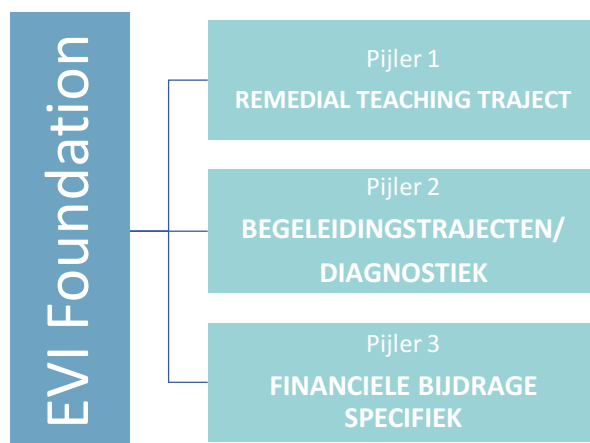 EVI Foundation
Pijler 1
REMEDIAL TEACHING TRAJECT
Pijler 2
BEGELEIDINGSTRAJECTEN/
DIAGNOSTIEK
Pijler 3
FINANCIELE BIJDRAGE
SPECIFIEK